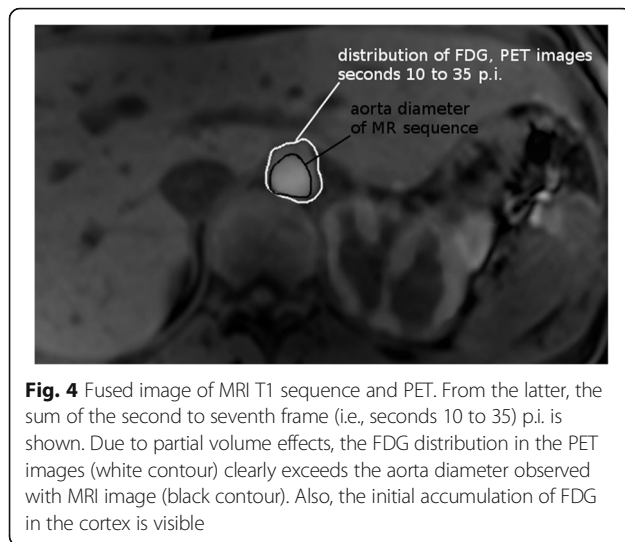 distribution of FDG, PET images
seconds 10 to 35 p.i.
aorta diameter
of MR sequence
Fig. 4 Fused image of MRI T1 sequence and PET. From the latter, the
sum of the second to seventh frame (i.e., seconds 10 to 35) p.i. is
shown. Due to partial volume effects, the FDG distribution in the PET
images (white contour) clearly exceeds the aorta diameter observed
with MRI image (black contour). Also, the initial accumulation of FDG
in the cortex is visible